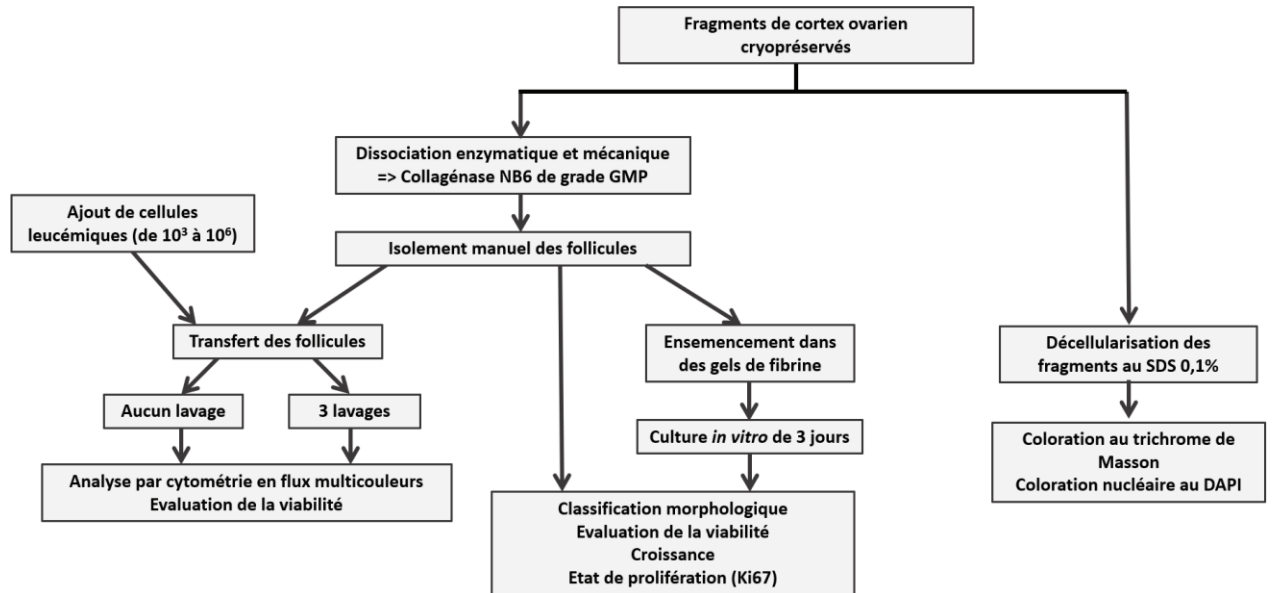 Fragments de cortex ovarien
cryopréservés
Dissociation enzymatique et mécanique
=> Collagénase NB6 de grade GMP
Ajout de cellules
leucémiques (de 10³ à 10⁶)
Isolement manuel des follicules
Transfert des follicules
Ensemencement dans
des gels de fibrine
Décellularisation des
fragments au SDS 0,1%
Aucun lavage
3 lavages
Culture in vitro de 3 jours
Coloration au trichrome de
Masson
Coloration nucléaire au DAPI
Analyse par cytométrie en flux multicouleurs
Evaluation de la viabilité
Classification morphologique
Evaluation de la viabilité
Croissance
Etat de prolifération (Ki67)